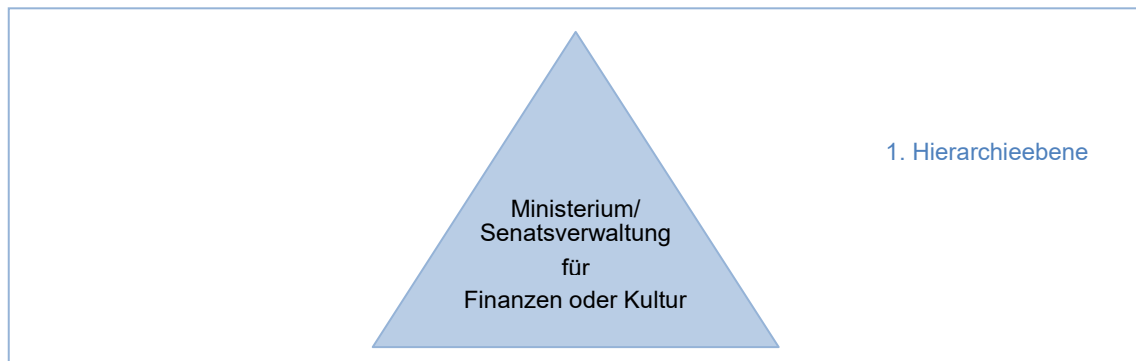 1. Hierarchieebene
Ministerium/
Senatsverwaltung
für
Finanzen oder Kultur